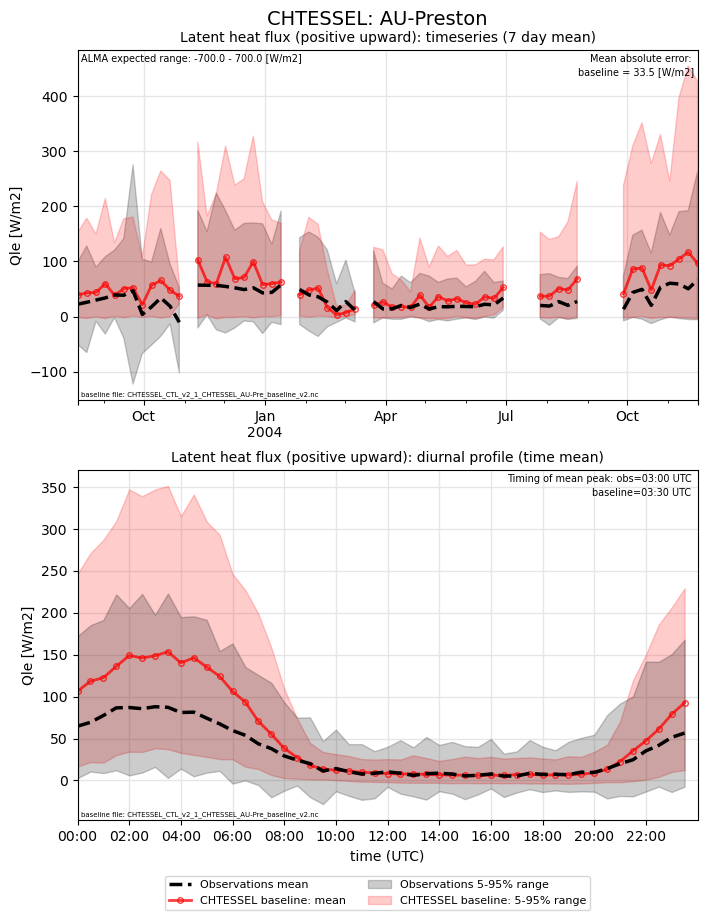 CHTESSEL: AU-Preston
Latent heat flux (positive upward): timeseries (7 day mean)
ALMA expected range: -700.0 - 700.0 [W/m2]
Mean absolute error:
baseline = 33.5 [W/m2]
400
300
200
100
0
−100
Qle [W/m2]
baseline file: CHTESSEL_CTL_v2_1_CHTESSEL_AU-Pre_baseline_v2.nc
Oct Jan Apr Jul Oct
2004
Latent heat flux (positive upward): diurnal profile (time mean)
Timing of mean peak: obs=03:00 UTC
baseline=03:30 UTC
350
300
250
200
150
100
50
0
Qle [W/m2]
baseline file: CHTESSEL_CTL_v2_1_CHTESSEL_AU-Pre_baseline_v2.nc
00:00 02:00 04:00 06:00 08:00 10:00 12:00 14:00 16:00 18:00 20:00 22:00
time (UTC)
Observations mean Observations 5-95% range
CHTESSEL baseline: mean CHTESSEL baseline: 5-95% range